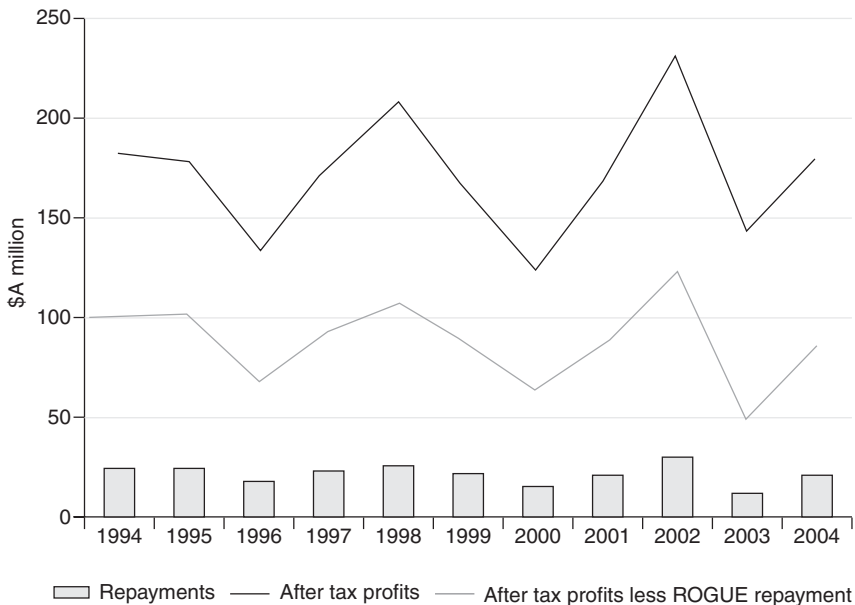 $250
200
150
100
50
0
$A million
1994 1995 1996 1997 1998 1999 2000 2001 2002 2003 2004
Repayments After tax profits After tax profits less ROGUE repayment